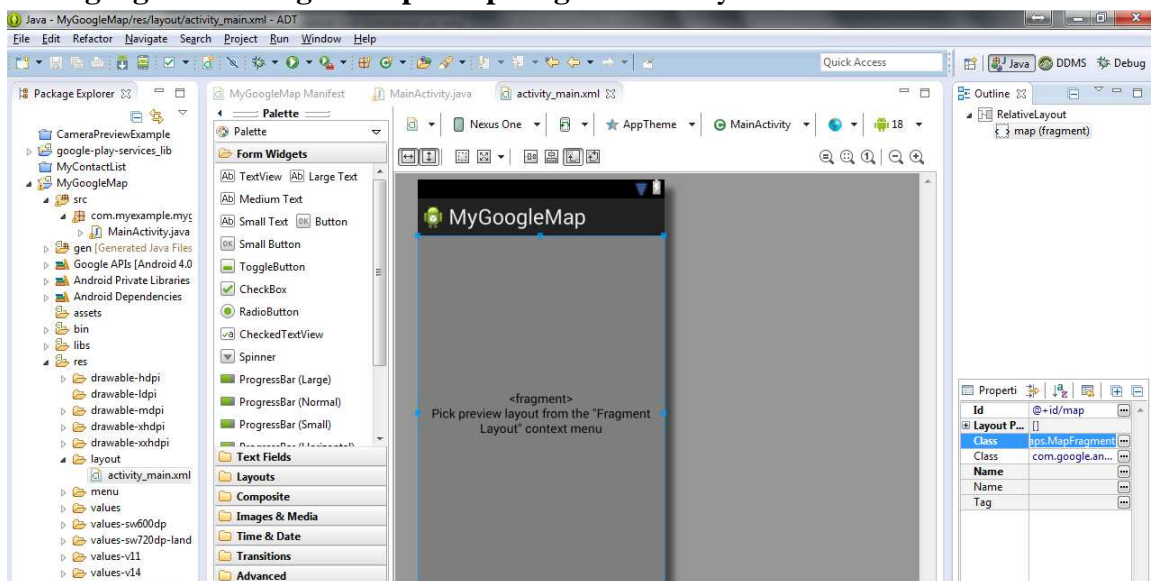 Java - MyGoogleMap/res/layout/activity_main.xml - ADT
File Edit Refactor Navigate Search Project Run Window Help
Quick Access
Java DDMS Debug
Package Explorer
CameraPreviewExample
google-play-services_lib
MyContactList
MyGoogleMap
src
com.myexample.myg
MainActivity.java
gen [Generated Java Files
Google APIs [Android 4.0
Android Private Libraries
Android Dependencies
assets
bin
libs
res
drawable-hdpi
drawable-ldpi
drawable-mdpi
drawable-xhdpi
drawable-xxhdpi
layout
activity_main.xml
menu
values
values-sw600dp
values-sw720dp-land
values-v11
values-v14
MyGoogleMap Manifest MainActivity.java activity_main.xml
Palette
Palette
Form Widgets
Ab TextView Ab Large Text
Ab Medium Text
Ab Small Text OK Button
OK Small Button
ToggleButton
CheckBox
RadioButton
CheckedTextView
Spinner
ProgressBar (Large)
ProgressBar (Normal)
ProgressBar (Small)
Text Fields
Layouts
Composite
Images & Media
Time & Date
Transitions
Advanced
Nexus One AppTheme MainActivity 18
MyGoogleMap
<fragment>
Pick preview layout from the "Fragment
Layout" context menu
Outline
RelativeLayout
map (fragment)
Properti
Id @+id/map
Layout P... []
Class aps.MapFragment
Class com.google.an...
Name
Name
Tag